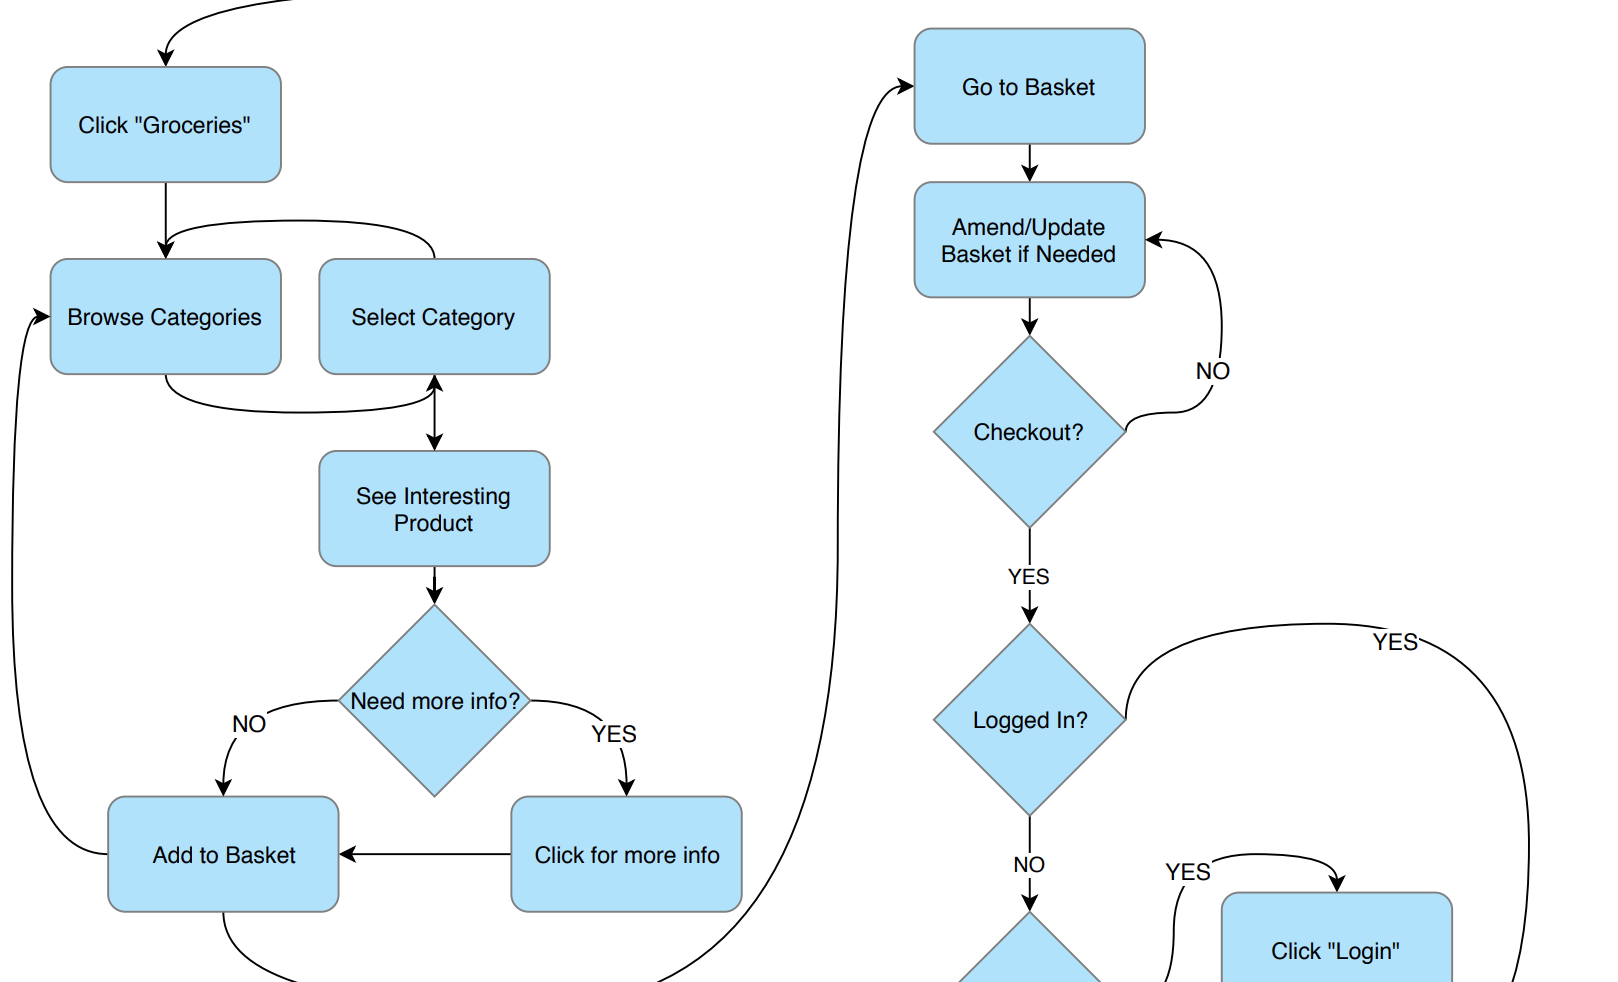 Click "Groceries"
Browse Categories
Select Category
See Interesting
Product
Need more info?
NO
YES
Add to Basket
Click for more info
Go to Basket
Amend/Update
Basket if Needed
NO
Checkout?
YES
YES
Logged In?
NO
YES
Click "Login"